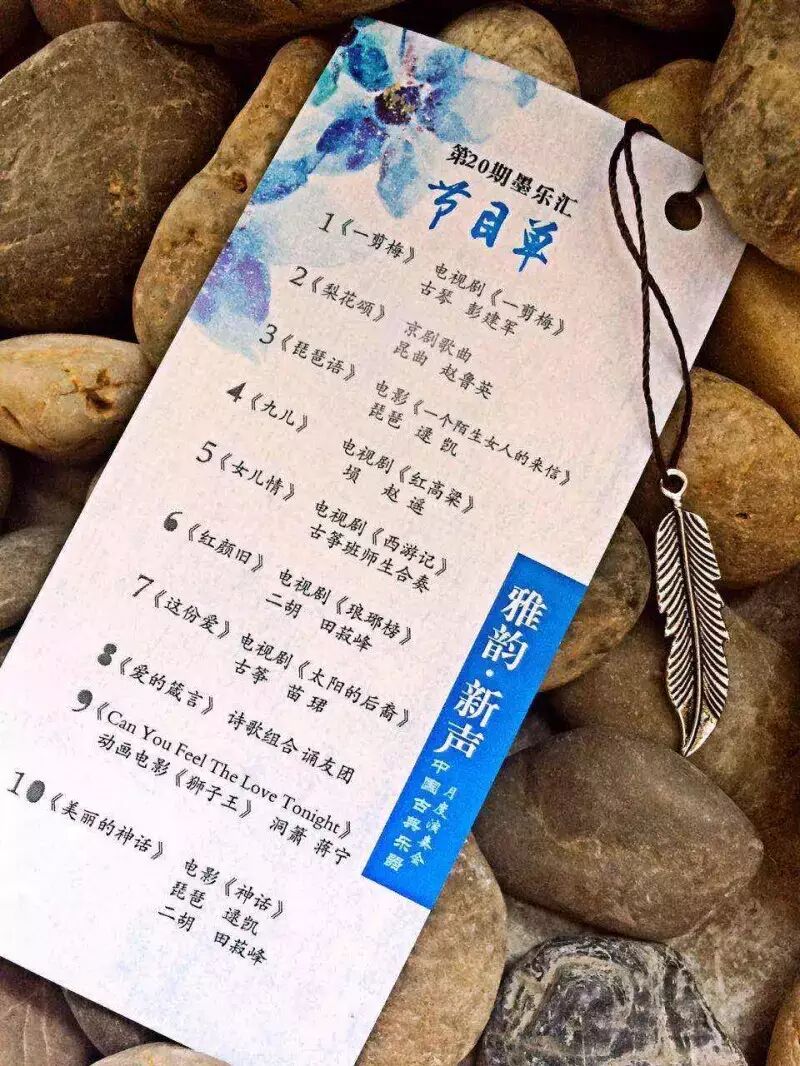 第20期墨乐汇
节目单
1《一剪梅》 电视剧《一剪梅》
古琴 彭建军
2《梨花颂》 京剧歌曲
昆曲 赵鲁英
3《琵琶语》 电影《一个陌生女人的来信》
琵琶 逯凯
4《九儿》 电视剧《红高粱》
埙 赵遥
5《女儿情》 电视剧《西游记》
古筝班师生合奏
6《红颜旧》 电视剧《琅琊榜》
二胡 田菽峰
7《这份爱》 电视剧《太阳的后裔》
古筝 苗珺
8《爱的箴言》 诗歌组合 诵友团
9《Can You Feel The Love Tonight》
动画电影《狮子王》 洞箫 蒋宁
10《美丽的神话》 电影《神话》
琵琶 逯凯
二胡 田菽峰
雅韵·新声
中国古典乐器
月度演奏会